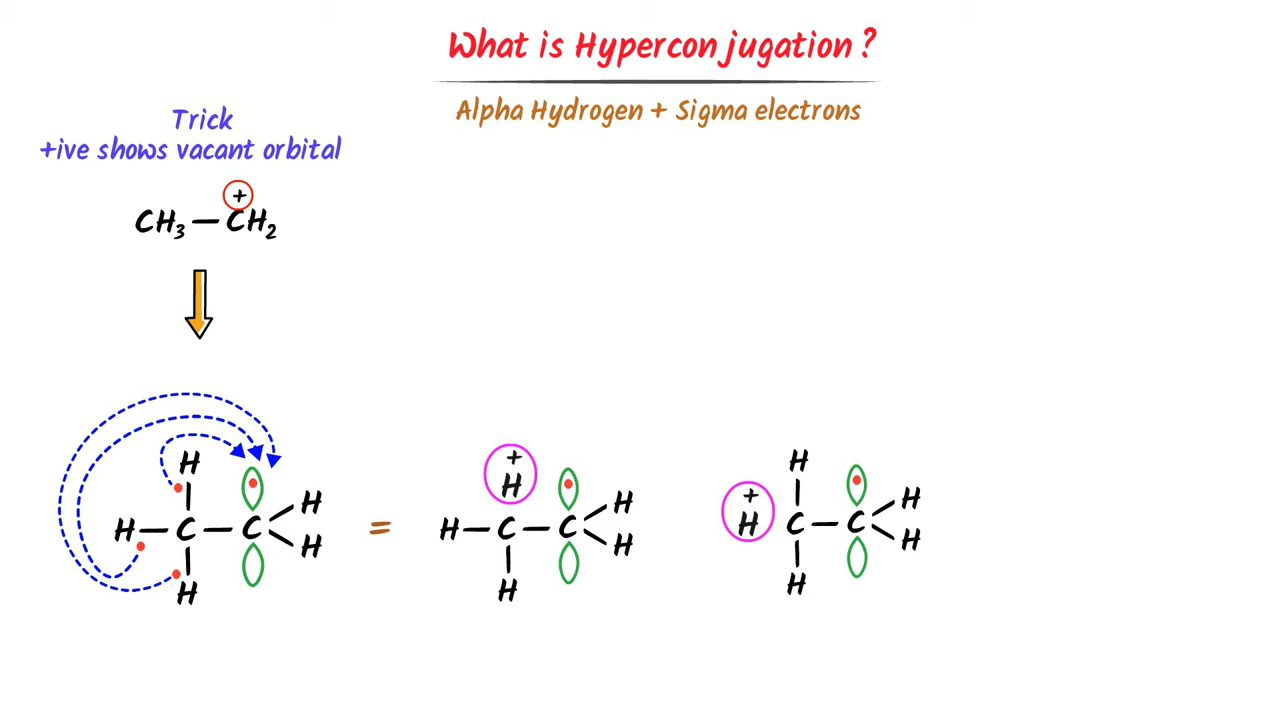 What is Hyperconjugation?
Alpha Hydrogen + Sigma electrons
Trick
+ive shows vacant orbital
+
CH₃ — CH₂
H
H — C — C H
H
H
=
+
H
H — C — C H
H
H
+
H
H
C — C H
H
H